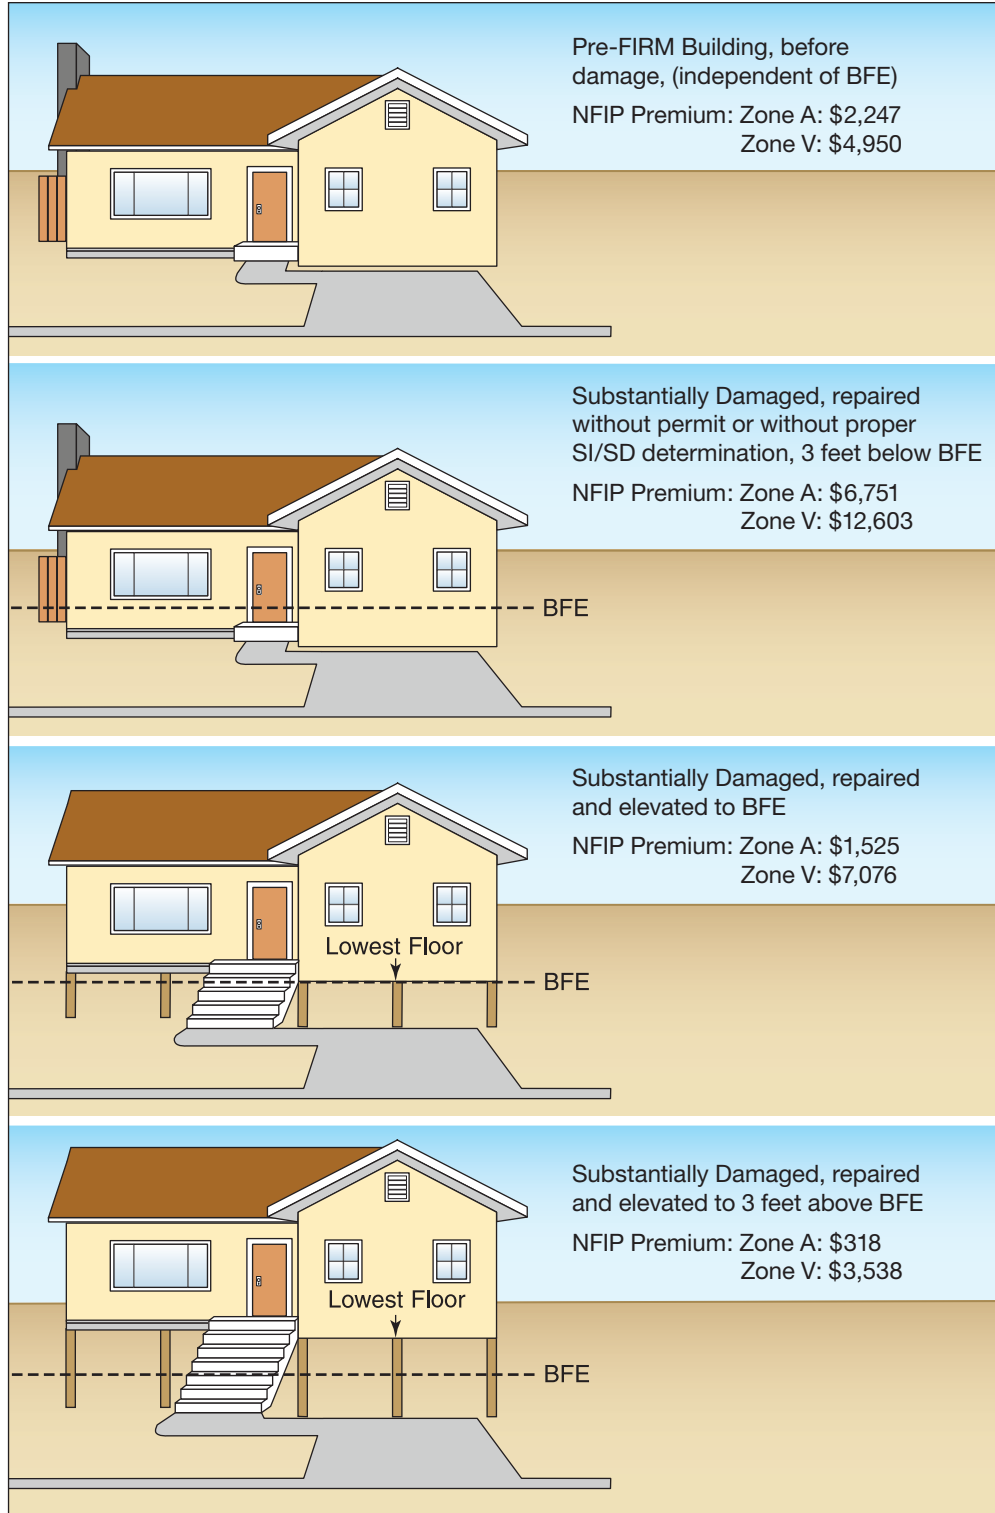 Pre-FIRM Building, before
damage, (independent of BFE)
NFIP Premium: Zone A: $2,247
Zone V: $4,950
Substantially Damaged, repaired
without permit or without proper
SI/SD determination, 3 feet below BFE
NFIP Premium: Zone A: $6,751
Zone V: $12,603
BFE
Substantially Damaged, repaired
and elevated to BFE
NFIP Premium: Zone A: $1,525
Zone V: $7,076
Lowest Floor
BFE
Substantially Damaged, repaired
and elevated to 3 feet above BFE
NFIP Premium: Zone A: $318
Zone V: $3,538
Lowest Floor
BFE